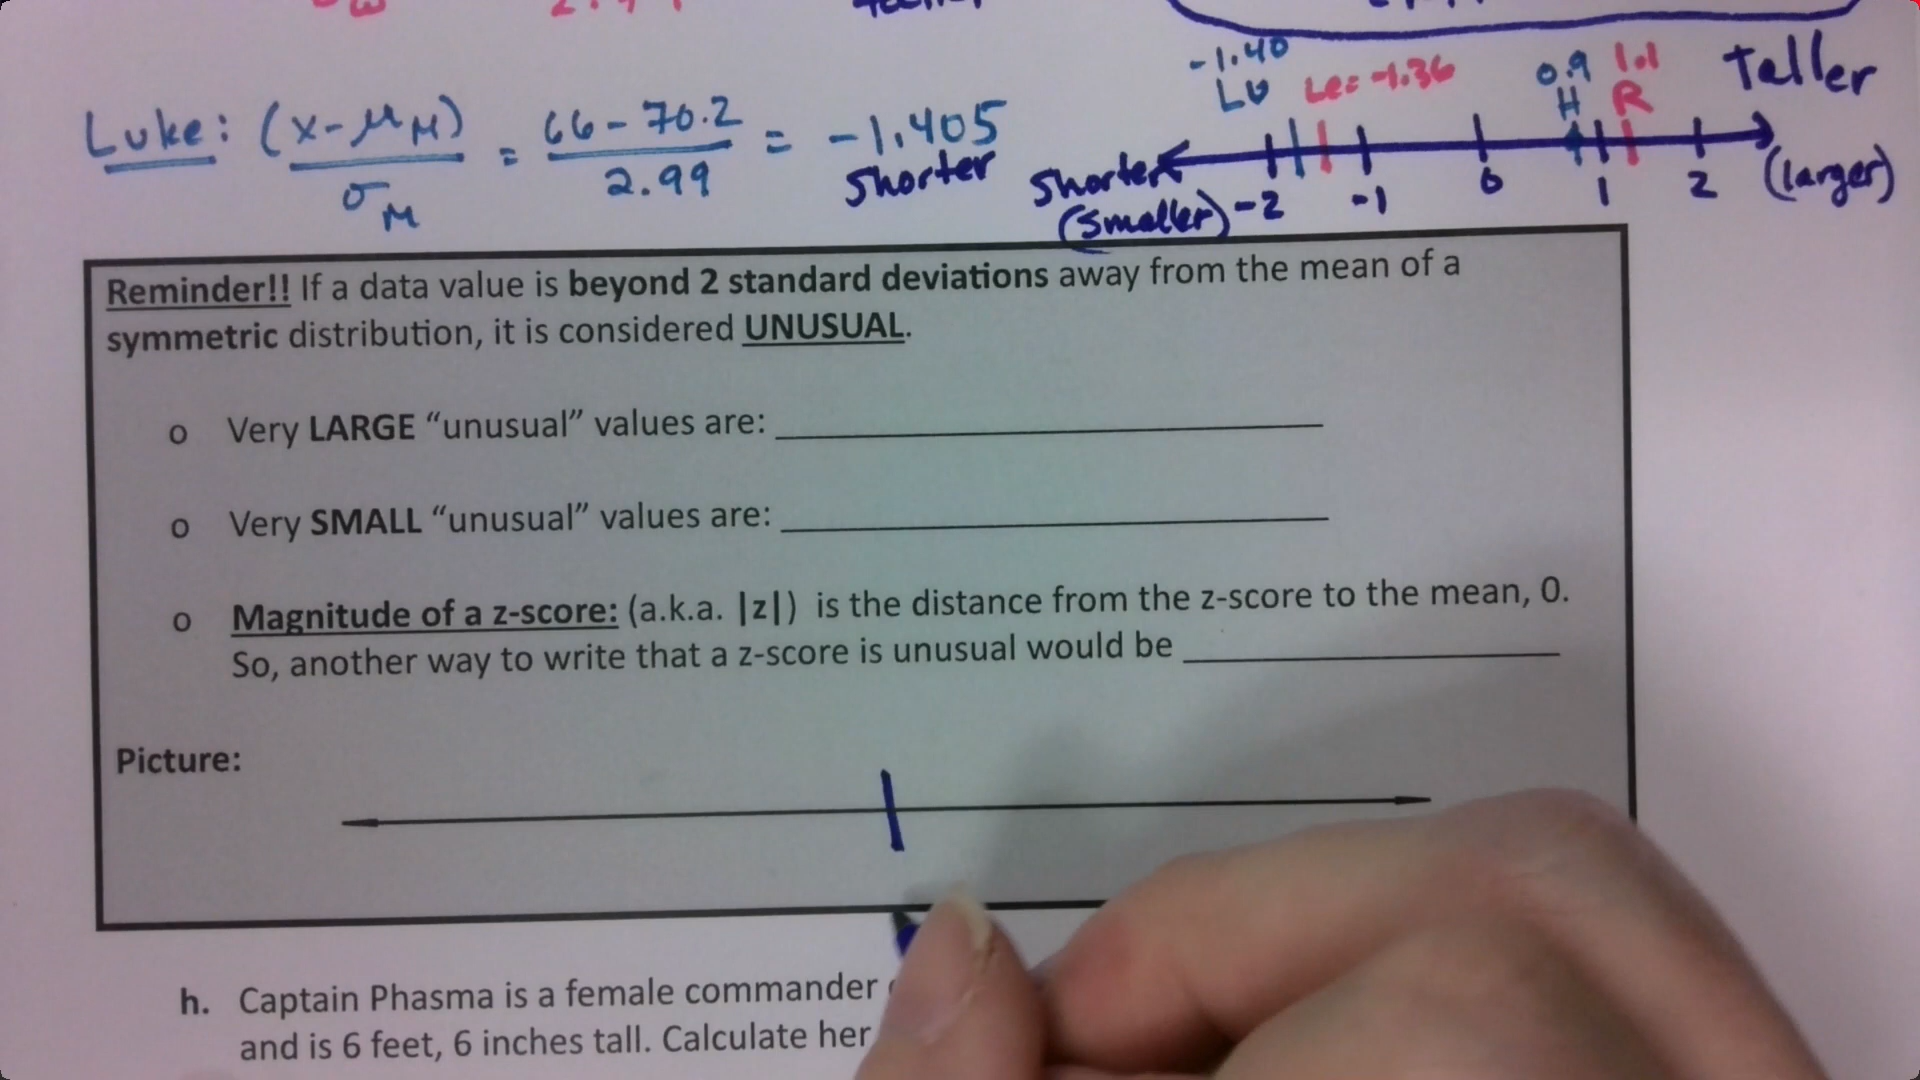 -1.40
Lu
Le= -1.36
0.9
H
1.1
R
Taller
Luke: (x-μM) / σM = 66-70.2 / 2.99 = -1.405
Shorter
Shorter
(smaller)
-2 -1 0 1 2
(larger)
Reminder!! If a data value is beyond 2 standard deviations away from the mean of a
symmetric distribution, it is considered UNUSUAL.
o Very LARGE “unusual” values are:
o Very SMALL “unusual” values are:
o Magnitude of a z-score: (a.k.a. |z|) is the distance from the z-score to the mean, 0.
So, another way to write that a z-score is unusual would be
Picture:
h. Captain Phasma is a female commander
and is 6 feet, 6 inches tall. Calculate her